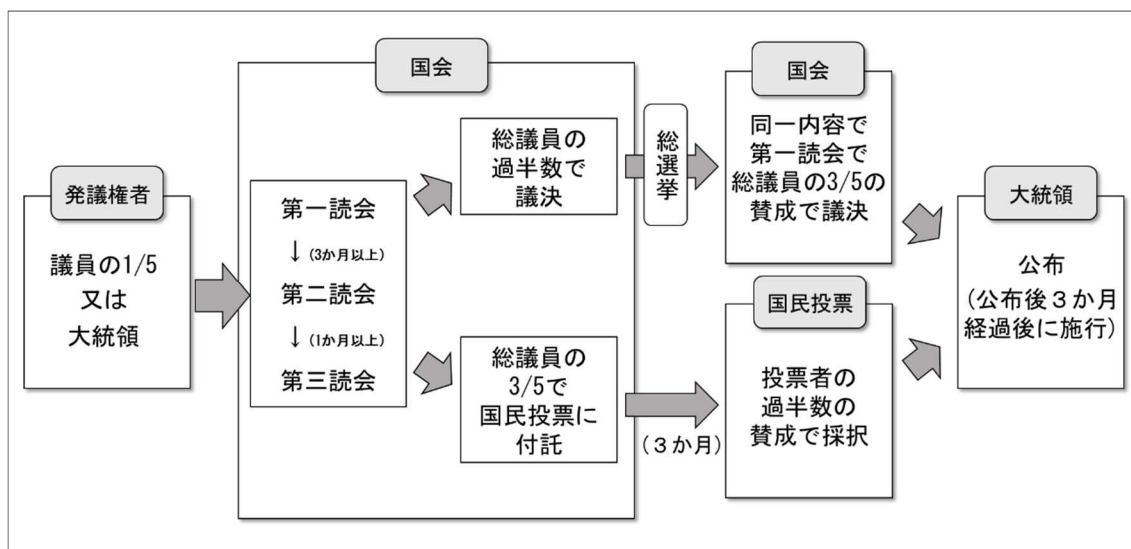 発議権者
議員の1/5
又は
大統領
国会
第一読会
↓(3か月以上)
第二読会
↓(1か月以上)
第三読会
総議員の
過半数で
議決
総議員の
3/5で
国民投票に
付託
総選挙
(３か月)
国会
同一内容で
第一読会で
総議員の3/5の
賛成で議決
国民投票
投票者の
過半数の
賛成で採択
大統領
公布
(公布後３か月
経過後に施行)